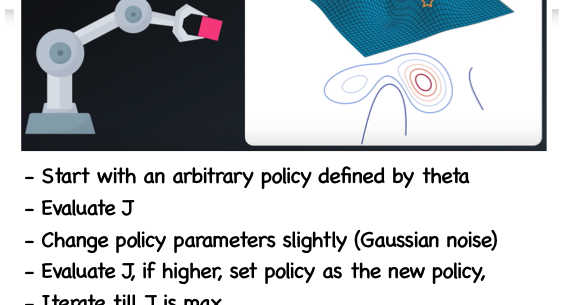 - Start with an arbitrary policy defined by theta
- Evaluate J
- Change policy parameters slightly (Gaussian noise)
- Evaluate J, if higher, set policy as the new policy,
- Iterate till J is max